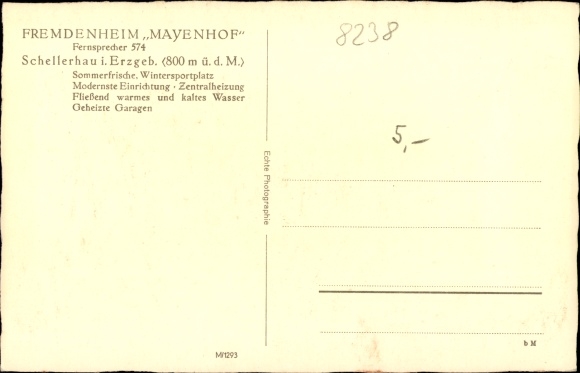 FREMDENHEIM „MAYENHOF"
Fernsprecher 574
Schellerhau i. Erzgeb. (800 m ü. d. M.)
Sommerfrische, Wintersportplatz
Modernste Einrichtung · Zentralheizung
Fließend warmes und kaltes Wasser
Geheizte Garagen
8238
5,-
Echte Photographie
M/1293
b M